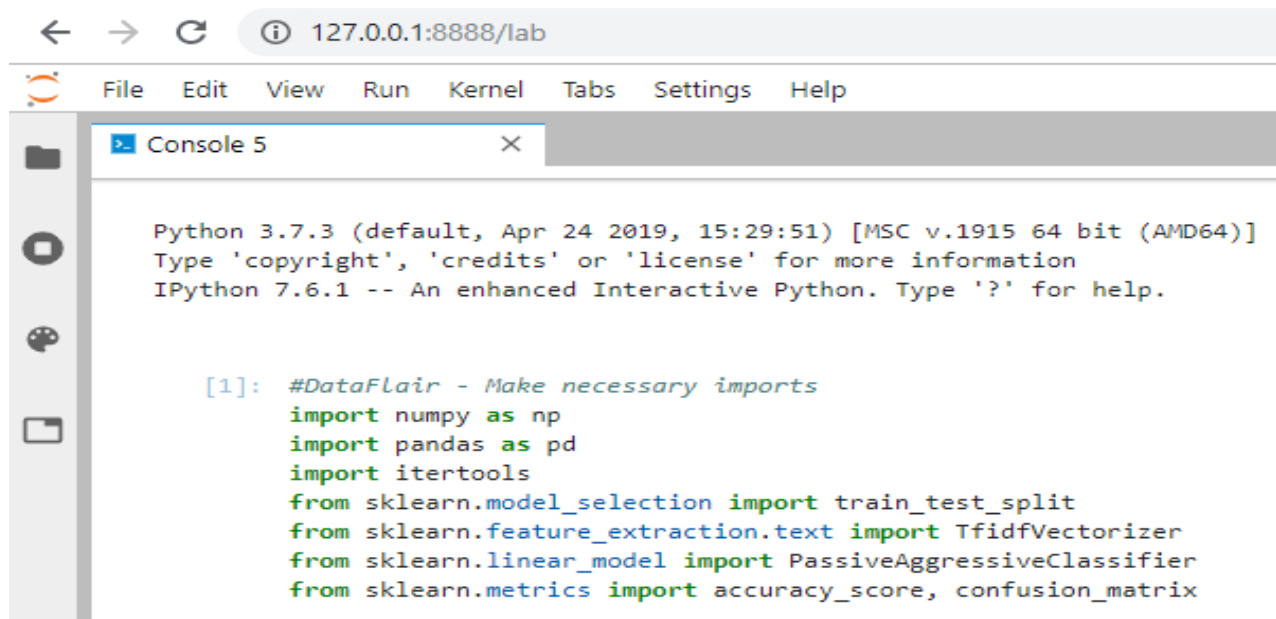 127.0.0.1:8888/lab
File Edit View Run Kernel Tabs Settings Help
Console 5
Python 3.7.3 (default, Apr 24 2019, 15:29:51) [MSC v.1915 64 bit (AMD64)]
Type 'copyright', 'credits' or 'license' for more information
IPython 7.6.1 -- An enhanced Interactive Python. Type '?' for help.
[1]: #DataFlair - Make necessary imports
import numpy as np
import pandas as pd
import itertools
from sklearn.model_selection import train_test_split
from sklearn.feature_extraction.text import TfidfVectorizer
from sklearn.linear_model import PassiveAggressiveClassifier
from sklearn.metrics import accuracy_score, confusion_matrix